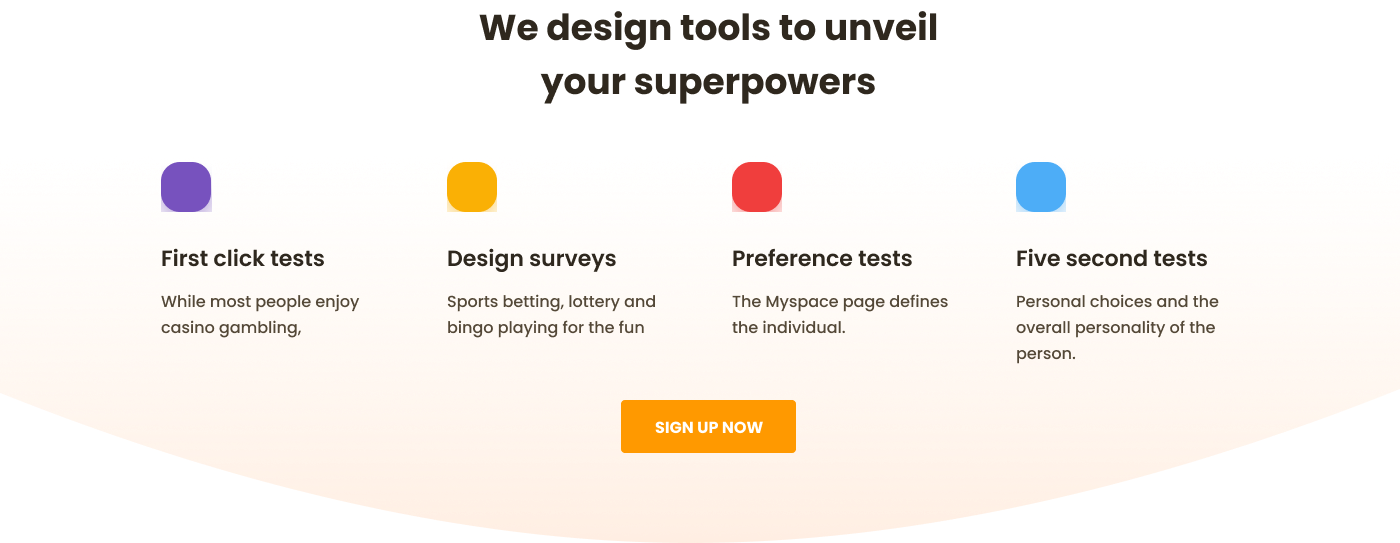 We design tools to unveil
your superpowers
First click tests
While most people enjoy
casino gambling,
Design surveys
Sports betting, lottery and
bingo playing for the fun
Preference tests
The Myspace page defines
the individual.
Five second tests
Personal choices and the
overall personality of the
person.
SIGN UP NOW